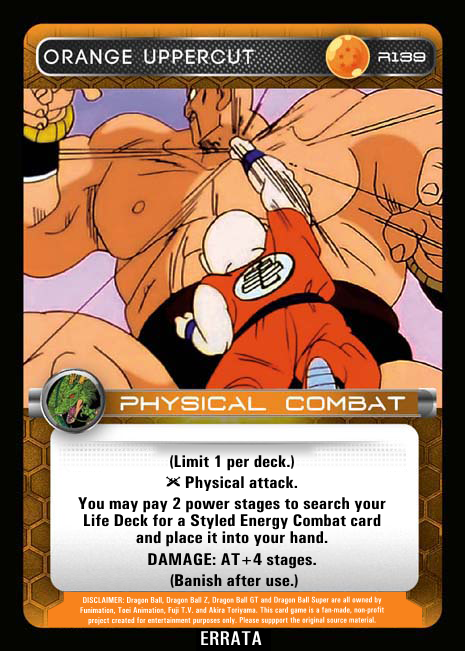 ORANGE UPPERCUT
R139
PHYSICAL COMBAT
(Limit 1 per deck.)
Physical attack.
You may pay 2 power stages to search your
Life Deck for a Styled Energy Combat card
and place it into your hand.
DAMAGE: AT+4 stages.
(Banish after use.)
DISCLAIMER: Dragon Ball, Dragon Ball Z, Dragon Ball GT and Dragon Ball Super are all owned by
Funimation, Toei Animation, Fuji T.V. and Akira Toriyama. This card game is a fan-made, non-profit
project created for entertainment purposes only. Please suppport the original source material.
ERRATA